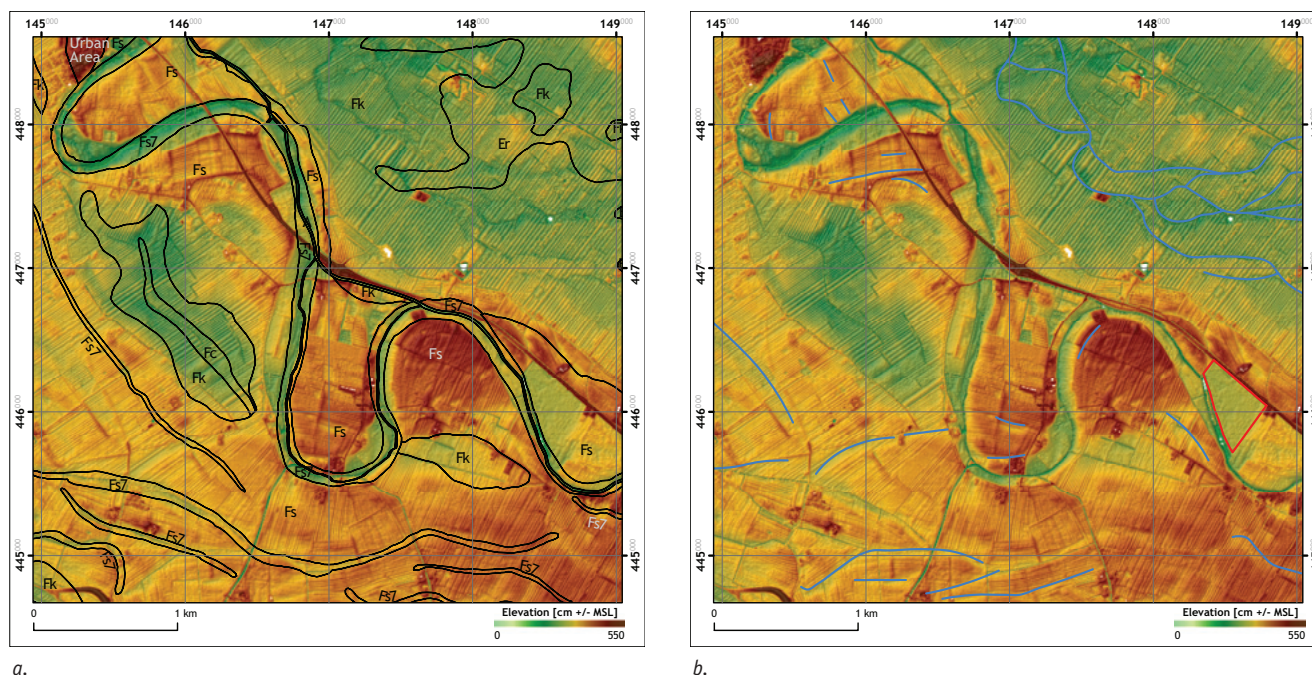 145000 146000 147000 148000 149000
448000
447000
446000
445000
Urban
Area
Fs
Fs
Fk
Fk
Fk
Er
Fs7
Fs
Fs
Fs7
Fk
Fs7
Fs7
Fs
Fc
Fk
Fs
Fk
Fs
Fs7
Fs7
Fs
Fs7
Fs7
Fs7
Fs7
Fs7
Fk
0 1 km
Elevation [cm +/- MSL]
0 550
a.
145000 146000 147000 148000 149000
448000
447000
446000
445000
0 1 km
Elevation [cm +/- MSL]
0 550
b.